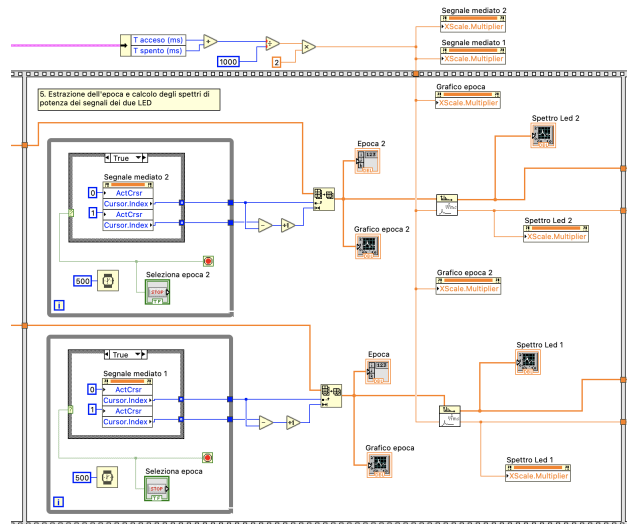 Segnale mediato 2
XScale.Multiplier
T acceso (ms)
T spento (ms)
1000
2
Segnale mediato 1
XScale.Multiplier
5. Estrazione dell'epoca e calcolo degli spettri di
potenza dei segnali dei due LED
Grafico epoca
XScale.Multiplier
Spettro Led 2
True
Epoca 2
Segnale mediato 2
0
ActCrsr
Cursor.Index
1
ActCrsr
Cursor.Index
Grafico epoca 2
Spettro Led 2
XScale.Multiplier
500
Seleziona epoca 2
STOP
TF
i
Grafico epoca 2
XScale.Multiplier
True
Spettro Led 1
Epoca
Segnale mediato 1
0
ActCrsr
Cursor.Index
1
ActCrsr
Cursor.Index
Grafico epoca
Spettro Led 1
XScale.Multiplier
500
Seleziona epoca
STOP
TF
i